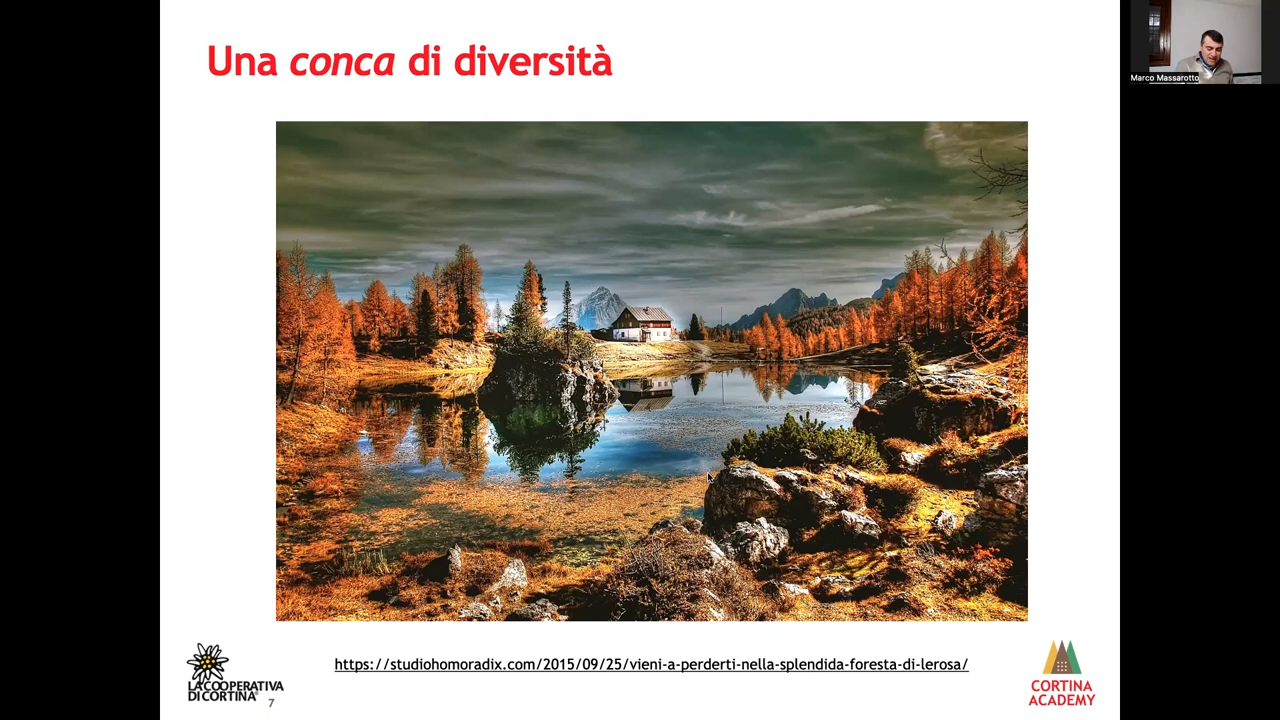 Una conca di diversità
Marco Massarotto
https://studiohomoradix.com/2015/09/25/vieni-a-perderti-nella-splendida-foresta-di-lerosa/
LA COOPERATIVA
DI CORTINA®
7
CORTINA
ACADEMY